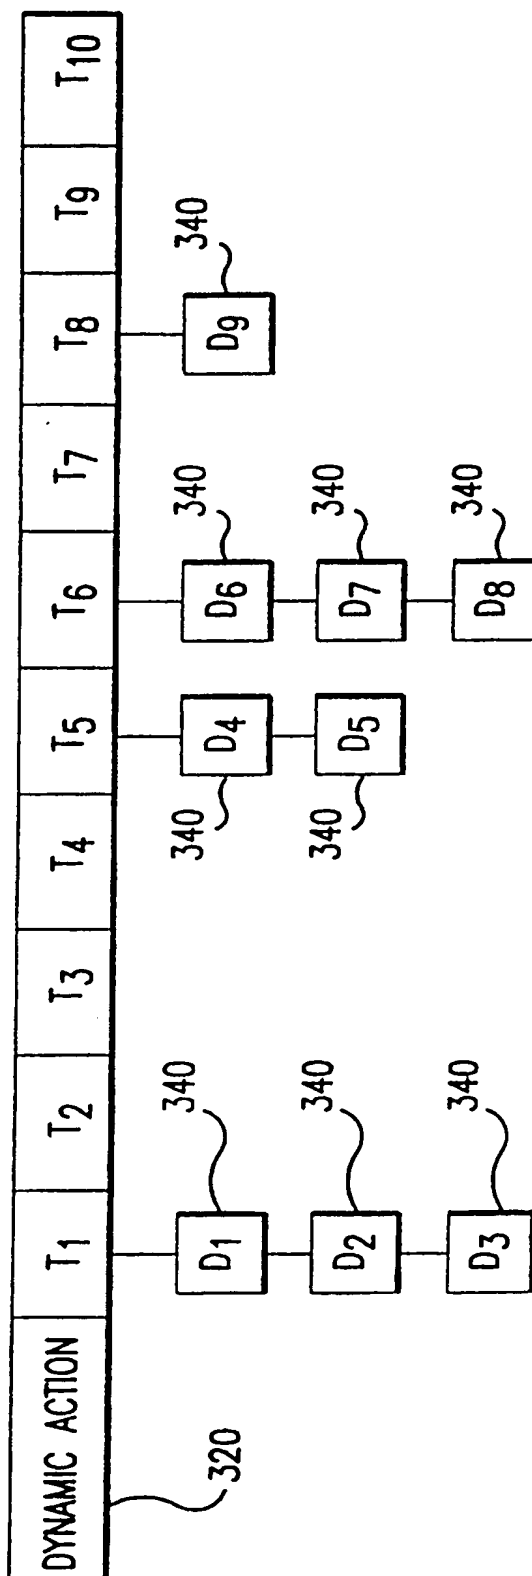 DYNAMIC ACTION T1 T2 T3 T4 T5 T6 T7 T8 T9 T10
320
D1 340 D4 340 D6 340 D9 340
D2 340 D5 340 D7 340
D3 340 D8 340